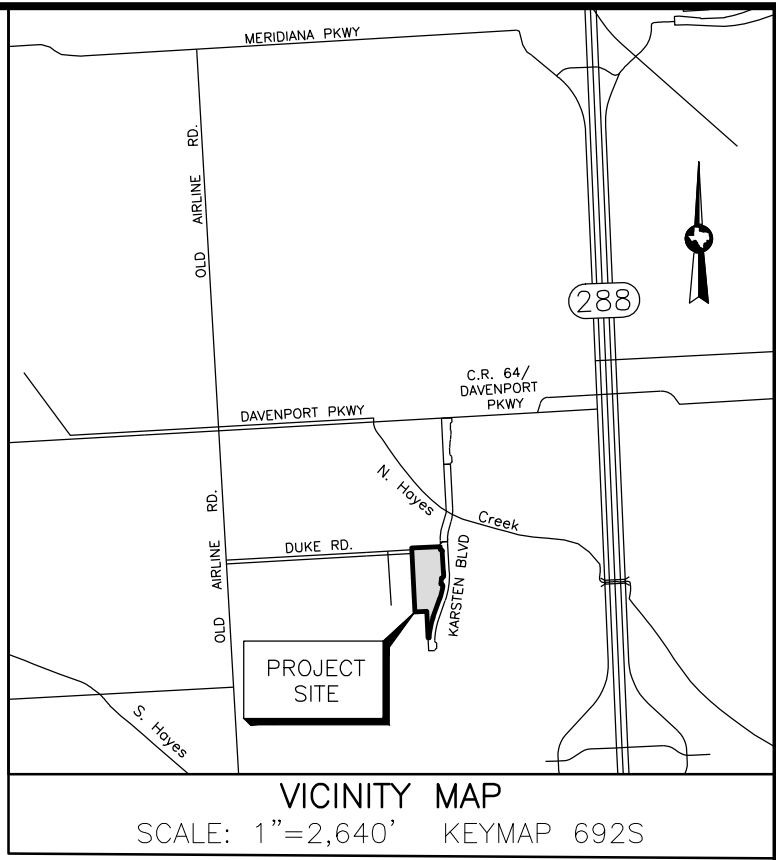 MERIDIANA PKWY
OLD AIRLINE RD.
288
C.R. 64/
DAVENPORT
PKWY
DAVENPORT PKWY
N. Hayes Creek
OLD AIRLINE RD.
DUKE RD.
KARSTEN BLVD
PROJECT
SITE
S. Hayes
VICINITY MAP
SCALE: 1"=2,640' KEYMAP 692S